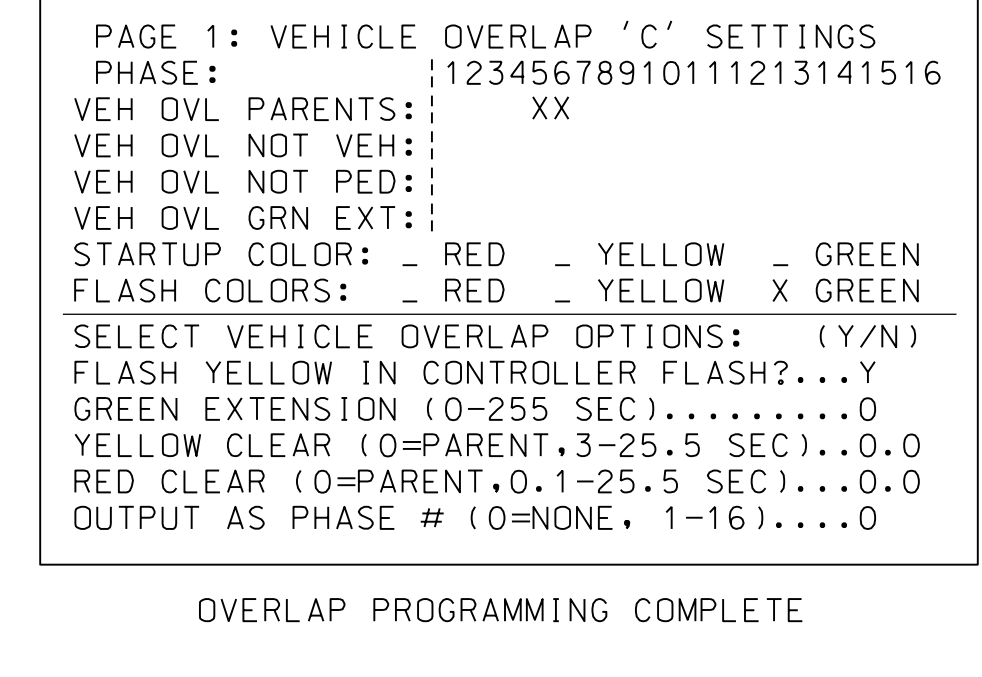 PAGE 1: VEHICLE OVERLAP 'C' SETTINGS
PHASE: ¦12345678910111213141516
VEH OVL PARENTS:¦ XX
VEH OVL NOT VEH:¦
VEH OVL NOT PED:¦
VEH OVL GRN EXT:¦
STARTUP COLOR: _ RED _ YELLOW _ GREEN
FLASH COLORS: _ RED _ YELLOW X GREEN
SELECT VEHICLE OVERLAP OPTIONS: (Y/N)
FLASH YELLOW IN CONTROLLER FLASH?...Y
GREEN EXTENSION (0-255 SEC).........0
YELLOW CLEAR (0=PARENT,3-25.5 SEC)..0.0
RED CLEAR (0=PARENT,0.1-25.5 SEC)...0.0
OUTPUT AS PHASE # (0=NONE, 1-16)....0
OVERLAP PROGRAMMING COMPLETE